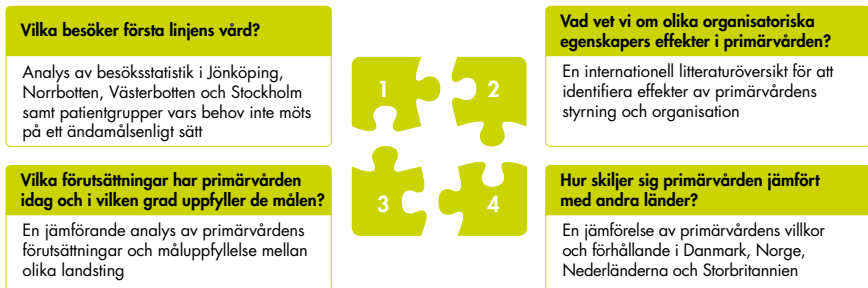 Vilka besöker första linjens vård?
Analys av besöksstatistik i Jönköping,
Norrbotten, Västerbotten och Stockholm
samt patientgrupper vars behov inte möts
på ett ändamålsenligt sätt
1
2
Vad vet vi om olika organisatoriska
egenskapers effekter i primärvården?
En internationell litteraturöversikt för att
identifiera effekter av primärvårdens
styrning och organisation
Vilka förutsättningar har primärvården
idag och i vilken grad uppfyller de målen?
En jämförande analys av primärvårdens
förutsättningar och måluppfyllelse mellan
olika landsting
3
4
Hur skiljer sig primärvården jämfört
med andra länder?
En jämförelse av primärvårdens villkor
och förhållande i Danmark, Norge,
Nederländerna och Storbritannien